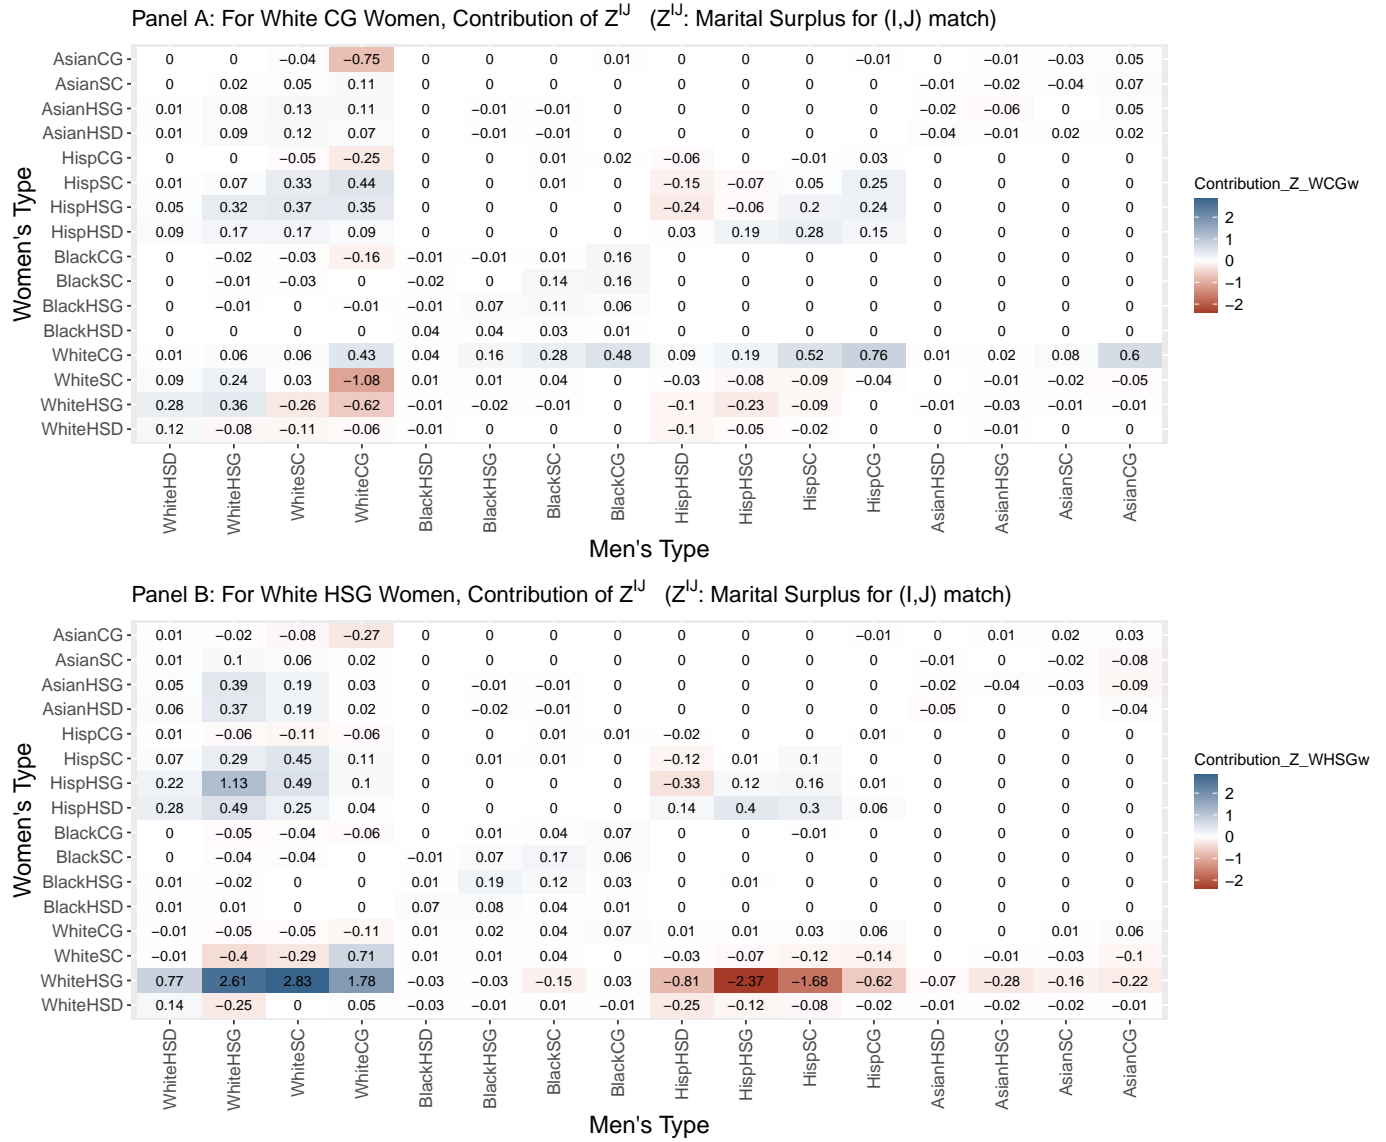 Panel A: For White CG Women, Contribution of Z^IJ (Z^IJ: Marital Surplus for (I,J) match)
Women's Type
AsianCG 0 0 −0.04 −0.75 0 0 0 0.01 0 0 0 −0.01 0 −0.01 −0.03 0.05
AsianSC 0 0.02 0.05 0.11 0 0 0 0 0 0 0 0 −0.01 −0.02 −0.04 0.07
AsianHSG 0.01 0.08 0.13 0.11 0 −0.01 −0.01 0 0 0 0 0 −0.02 −0.06 0 0.05
AsianHSD 0.01 0.09 0.12 0.07 0 −0.01 −0.01 0 0 0 0 0 −0.04 −0.01 0.02 0.02
HispCG 0 0 −0.05 −0.25 0 0 0.01 0.02 −0.06 0 −0.01 0.03 0 0 0 0
HispSC 0.01 0.07 0.33 0.44 0 0 0.01 0 −0.15 −0.07 0.05 0.25 0 0 0 0
HispHSG 0.05 0.32 0.37 0.35 0 0 0 0 −0.24 −0.06 0.2 0.24 0 0 0 0
HispHSD 0.09 0.17 0.17 0.09 0 0 0 0 0.03 0.19 0.28 0.15 0 0 0 0
BlackCG 0 −0.02 −0.03 −0.16 −0.01 −0.01 0.01 0.16 0 0 0 0 0 0 0 0
BlackSC 0 −0.01 −0.03 0 −0.02 0 0.14 0.16 0 0 0 0 0 0 0 0
BlackHSG 0 −0.01 0 −0.01 −0.01 0.07 0.11 0.06 0 0 0 0 0 0 0 0
BlackHSD 0 0 0 0 0.04 0.04 0.03 0.01 0 0 0 0 0 0 0 0
WhiteCG 0.01 0.06 0.06 0.43 0.04 0.16 0.28 0.48 0.09 0.19 0.52 0.76 0.01 0.02 0.08 0.6
WhiteSC 0.09 0.24 0.03 −1.08 0.01 0.01 0.04 0 −0.03 −0.08 −0.09 −0.04 0 −0.01 −0.02 −0.05
WhiteHSG 0.28 0.36 −0.26 −0.62 −0.01 −0.02 −0.01 0 −0.1 −0.23 −0.09 0 −0.01 −0.03 −0.01 −0.01
WhiteHSD 0.12 −0.08 −0.11 −0.06 −0.01 0 0 0 −0.1 −0.05 −0.02 0 0 −0.01 0 0
WhiteHSD WhiteHSG WhiteSC WhiteCG BlackHSD BlackHSG BlackSC BlackCG HispHSD HispHSG HispSC HispCG AsianHSD AsianHSG AsianSC AsianCG
Men's Type
Contribution_Z_WCGw
2
1
0
−1
−2
Panel B: For White HSG Women, Contribution of Z^IJ (Z^IJ: Marital Surplus for (I,J) match)
Women's Type
AsianCG 0.01 −0.02 −0.08 −0.27 0 0 0 0 0 0 0 −0.01 0 0.01 0.02 0.03
AsianSC 0.01 0.1 0.06 0.02 0 0 0 0 0 0 0 0 −0.01 0 −0.02 −0.08
AsianHSG 0.05 0.39 0.19 0.03 0 −0.01 −0.01 0 0 0 0 0 −0.02 −0.04 −0.03 −0.09
AsianHSD 0.06 0.37 0.19 0.02 0 −0.02 −0.01 0 0 0 0 0 −0.05 0 0 −0.04
HispCG 0.01 −0.06 −0.11 −0.06 0 0 0.01 0.01 −0.02 0 0 0.01 0 0 0 0
HispSC 0.07 0.29 0.45 0.11 0 0.01 0.01 0 −0.12 0.01 0.1 0 0 0 0 0
HispHSG 0.22 1.13 0.49 0.1 0 0 0 0 −0.33 0.12 0.16 0.01 0 0 0 0
HispHSD 0.28 0.49 0.25 0.04 0 0 0 0 0.14 0.4 0.3 0.06 0 0 0 0
BlackCG 0 −0.05 −0.04 −0.06 0 0.01 0.04 0.07 0 0 −0.01 0 0 0 0 0
BlackSC 0 −0.04 −0.04 0 −0.01 0.07 0.17 0.06 0 0 0 0 0 0 0 0
BlackHSG 0.01 −0.02 0 0 0.01 0.19 0.12 0.03 0 0.01 0 0 0 0 0 0
BlackHSD 0.01 0.01 0 0 0.07 0.08 0.04 0.01 0 0 0 0 0 0 0 0
WhiteCG −0.01 −0.05 −0.05 −0.11 0.01 0.02 0.04 0.07 0.01 0.01 0.03 0.06 0 0 0.01 0.06
WhiteSC −0.01 −0.4 −0.29 0.71 0.01 0.01 0.04 0 −0.03 −0.07 −0.12 −0.14 0 −0.01 −0.03 −0.1
WhiteHSG 0.77 2.61 2.83 1.78 −0.03 −0.03 −0.15 0.03 −0.81 −2.37 −1.68 −0.62 −0.07 −0.28 −0.16 −0.22
WhiteHSD 0.14 −0.25 0 0.05 −0.03 −0.01 0.01 −0.01 −0.25 −0.12 −0.08 −0.02 −0.01 −0.02 −0.02 −0.01
WhiteHSD WhiteHSG WhiteSC WhiteCG BlackHSD BlackHSG BlackSC BlackCG HispHSD HispHSG HispSC HispCG AsianHSD AsianHSG AsianSC AsianCG
Men's Type
Contribution_Z_WHSGw
2
1
0
−1
−2